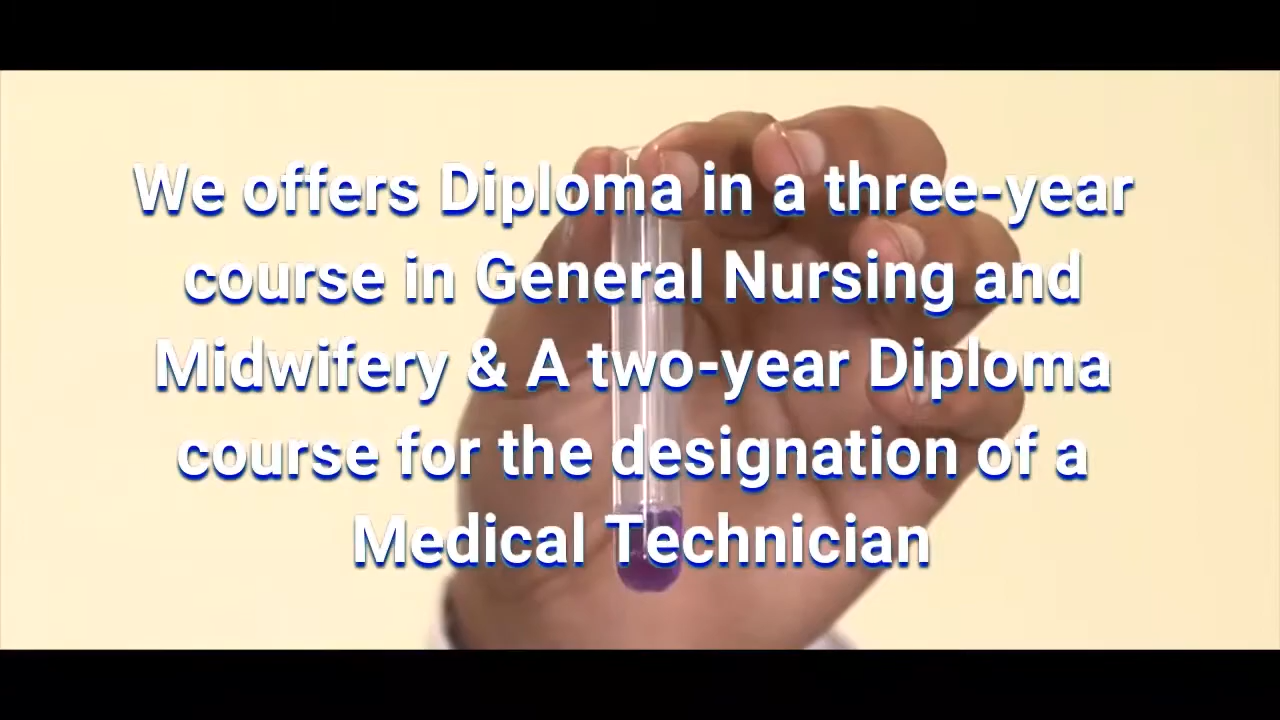 We offers Diploma in a three-year
course in General Nursing and
Midwifery & A two-year Diploma
course for the designation of a
Medical Technician